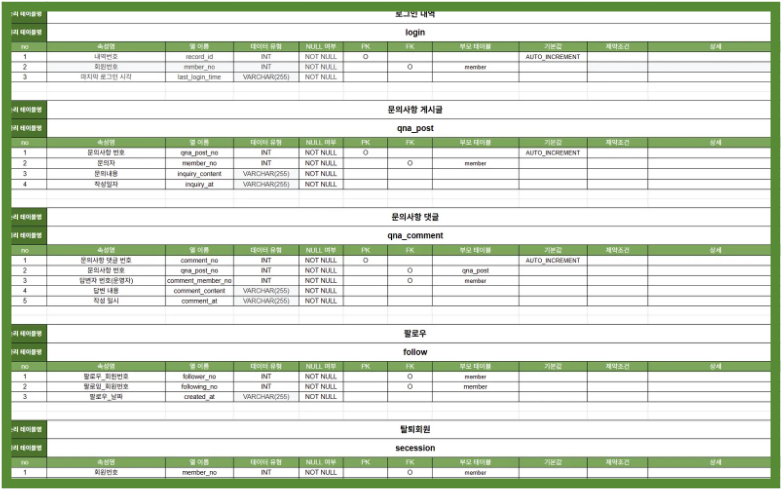 로그인 내역
리 테이블명 login
no 속성명 열 이름 데이터 유형 NULL 여부 PK FK 부모 테이블 기본값 제약조건 상세
1 내역번호 record_id INT NOT NULL O AUTO_INCREMENT
2 회원번호 mmber_no INT NOT NULL O member
3 마지막 로그인 시각 last_login_time VARCHAR(255) NOT NULL
리 테이블명 문의사항 게시글
리 테이블명 qna_post
no 속성명 열 이름 데이터 유형 NULL 여부 PK FK 부모 테이블 기본값 제약조건 상세
1 문의사항 번호 qna_post_no INT NOT NULL O AUTO_INCREMENT
2 문의자 member_no INT NOT NULL O member
3 문의내용 inquiry_content VARCHAR(255) NOT NULL
4 작성일자 inquiry_at VARCHAR(255) NOT NULL
리 테이블명 문의사항 댓글
리 테이블명 qna_comment
no 속성명 열 이름 데이터 유형 NULL 여부 PK FK 부모 테이블 기본값 제약조건 상세
1 문의사항 댓글 번호 comment_no INT NOT NULL O AUTO_INCREMENT
2 문의사항 번호 qna_post_no INT NOT NULL O qna_post
3 답변자 번호(운영자) comment_member_no INT NOT NULL O member
4 답변 내용 comment_content VARCHAR(255) NOT NULL
5 작성 일시 comment_at VARCHAR(255) NOT NULL
리 테이블명 팔로우
리 테이블명 follow
no 속성명 열 이름 데이터 유형 NULL 여부 PK FK 부모 테이블 기본값 제약조건 상세
1 팔로우_회원번호 follower_no INT NOT NULL O member
2 팔로잉_회원번호 following_no INT NOT NULL O member
3 팔로우_날짜 created_at VARCHAR(255) NOT NULL
리 테이블명 탈퇴회원
리 테이블명 secession
no 속성명 열 이름 데이터 유형 NULL 여부 PK FK 부모 테이블 기본값 제약조건 상세
1 회원번호 member_no INT NOT NULL O member